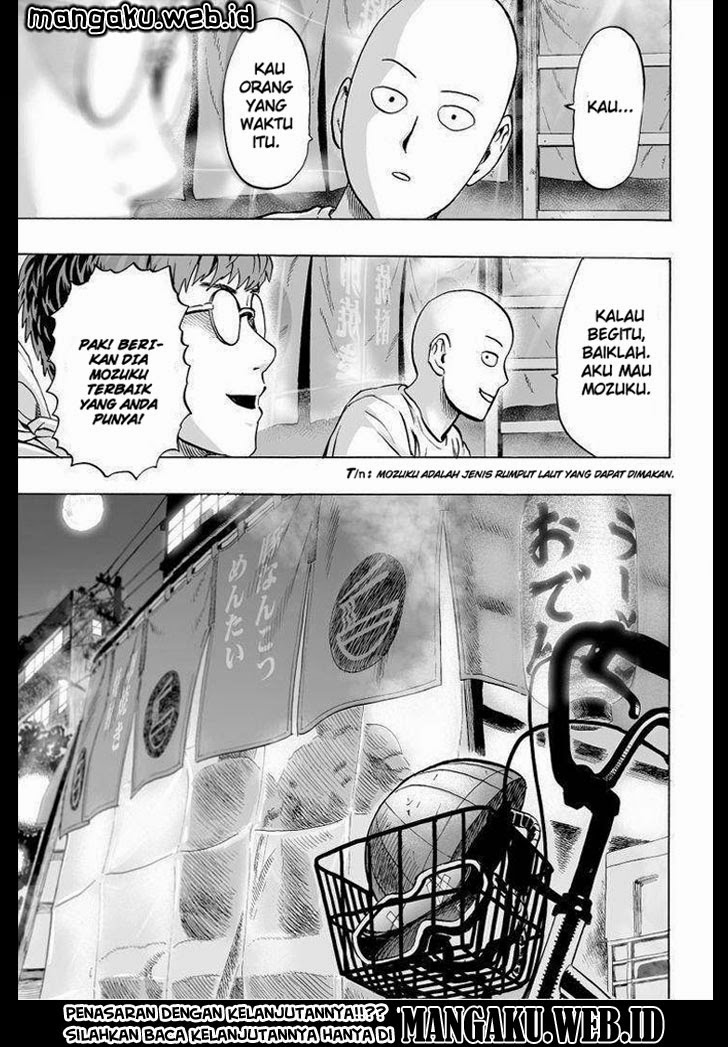 mangaku.web.id
KAU...
KAU
ORANG
YANG
WAKTU
ITU.
KALAU
BEGITU,
BAIKLAH.
AKU MAU
MOZUKU.
PAK! BERI-
KAN DIA
MOZUKU
TERBAIK
YANG ANDA
PUNYA!
T/n: MOZUKU ADALAH JENIS RUMPUT LAUT YANG DAPAT DIMAKAN.
おでん
なんこつ
めんたい
PENASARAN DENGAN KELANJUTANNYA!!??
SILAHKAN BACA KELANJUTANNYA HANYA DI
MANGAKU.WEB.ID